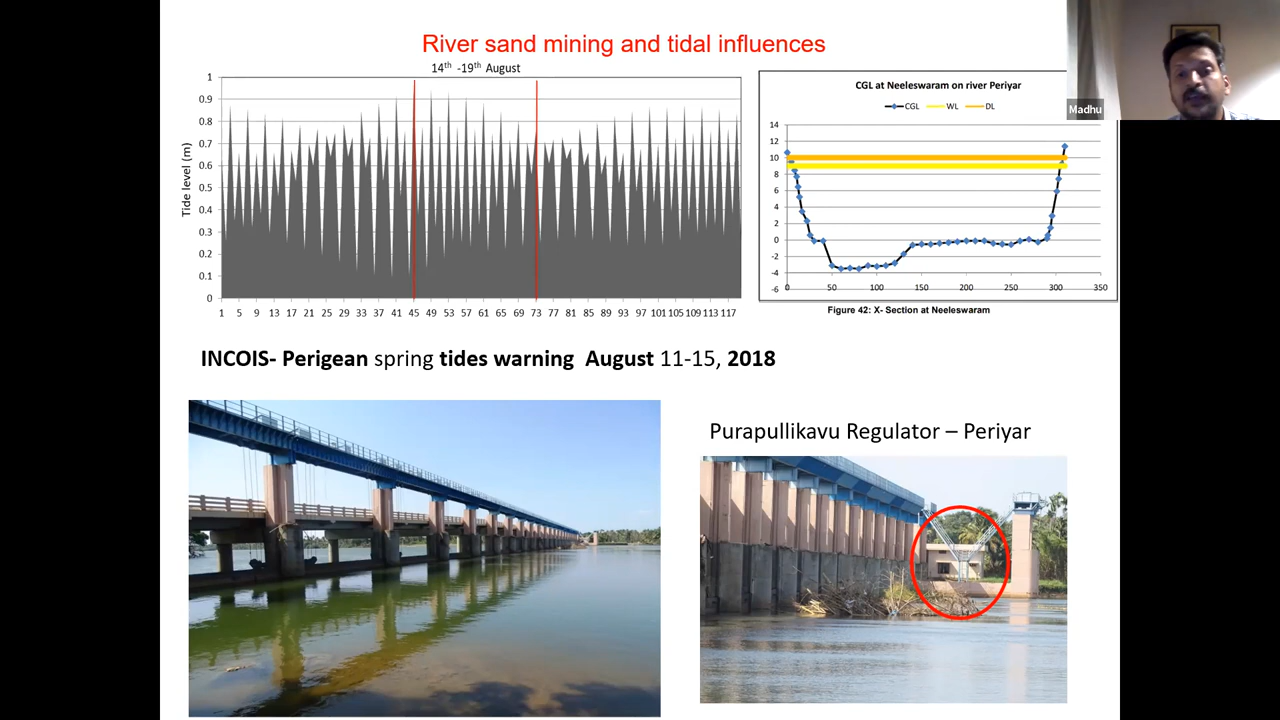 River sand mining and tidal influences
14th -19th August
Tide level (m)
1
0.9
0.8
0.7
0.6
0.5
0.4
0.3
0.2
0.1
0
1 5 9 13 17 21 25 29 33 37 41 45 49 53 57 61 65 69 73 77 81 85 89 93 97 101 105 109 113 117
CGL at Neeleswaram on river Periyar
CGL WL DL
14
12
10
8
6
4
2
0
-2
-4
-6
0 50 100 150 200 250 300 350
Figure 42: X- Section at Neeleswaram
Madhu
INCOIS- Perigean spring tides warning August 11-15, 2018
Purapullikavu Regulator – Periyar